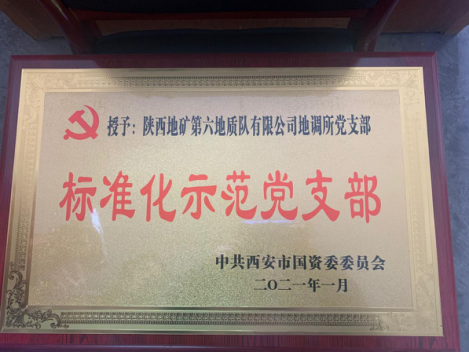 授予：陕西地矿第六地质队有限公司地调所党支部
标准化示范党支部
中共西安市国资委委员会
二〇二一年一月